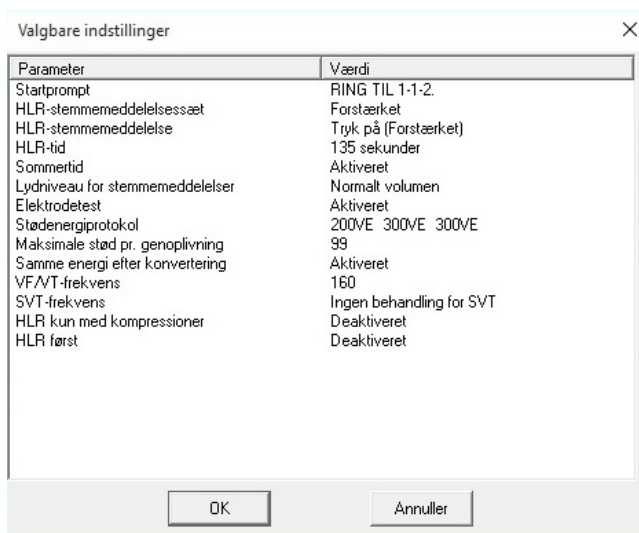 Valgbare indstillinger
Parameter Værdi
Startprompt RING TIL 1-1-2.
HLR-stemmemeddelelsessæt Forstærket
HLR-stemmemeddelelse Tryk på (Forstærket)
HLR-tid 135 sekunder
Sommertid Aktiveret
Lydniveau for stemmemeddelelser Normalt volumen
Elektrodetest Aktiveret
Stødenergiprotokol 200VE 300VE 300VE
Maksimale stød pr. genoplivning 99
Samme energi efter konvertering Aktiveret
VF/VT-frekvens 160
SVT-frekvens Ingen behandling for SVT
HLR kun med kompressioner Deaktiveret
HLR først Deaktiveret
OK Annuller